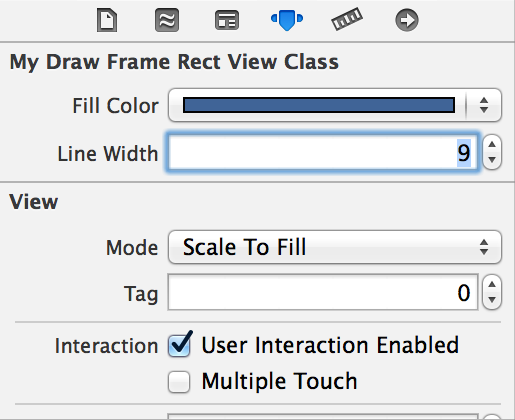 My Draw Frame Rect View Class
Fill Color
Line Width 9
View
Mode Scale To Fill
Tag 0
Interaction User Interaction Enabled
Multiple Touch